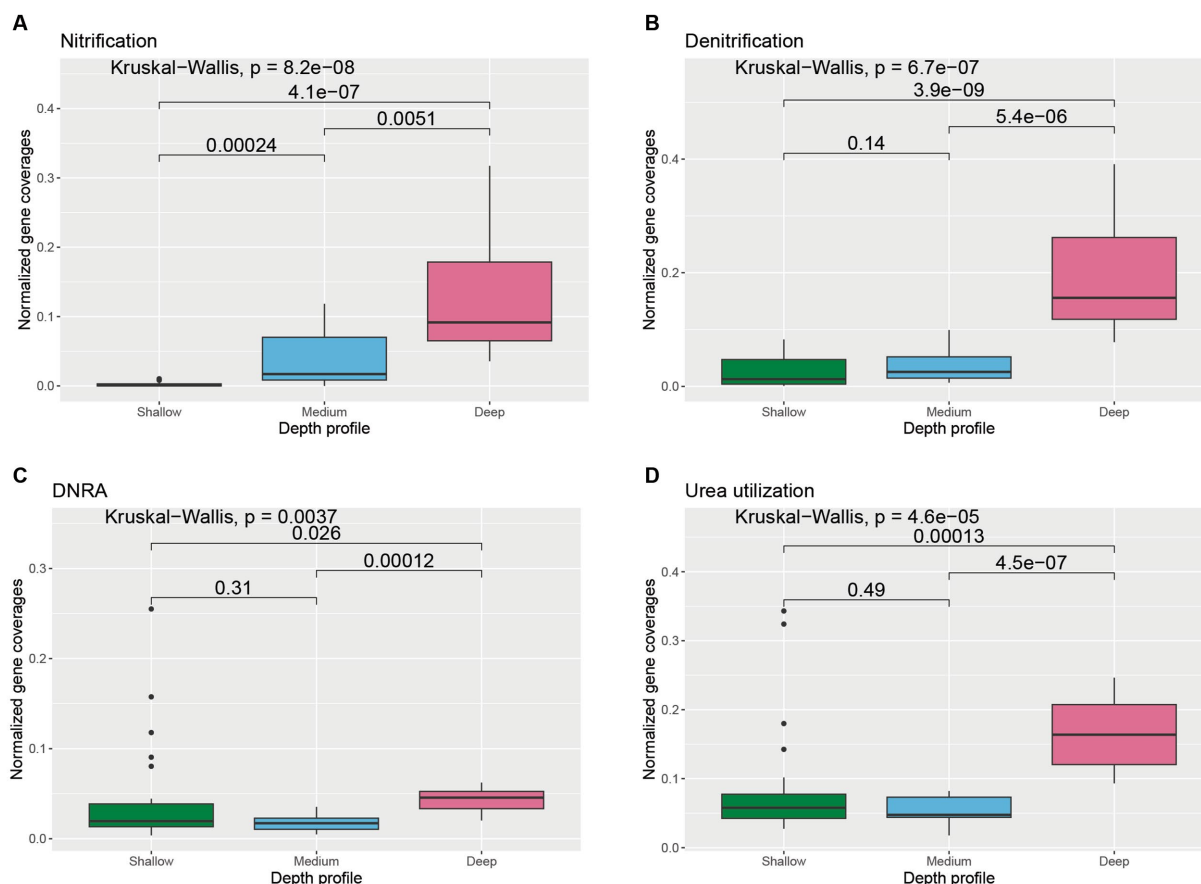 A
Nitrification
Kruskal−Wallis, p = 8.2e−08
4.1e−07
0.0051
0.00024
0.4
0.3
0.2
0.1
0.0
Normalized gene coverages
Shallow
Medium
Deep
Depth profile
B
Denitrification
Kruskal−Wallis, p = 6.7e−07
3.9e−09
5.4e−06
0.14
0.4
0.2
0.0
Normalized gene coverages
Shallow
Medium
Deep
Depth profile
C
DNRA
Kruskal−Wallis, p = 0.0037
0.026
0.00012
0.31
0.3
0.2
0.1
0.0
Normalized gene coverages
Shallow
Medium
Deep
Depth profile
D
Urea utilization
Kruskal−Wallis, p = 4.6e−05
0.00013
4.5e−07
0.49
0.4
0.3
0.2
0.1
0.0
Normalized gene coverages
Shallow
Medium
Deep
Depth profile